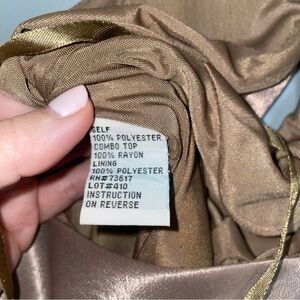 SELF
100% POLYESTER
COMBO TOP
100% RAYON
LINING
100% POLYESTER
RN#73617
LOT#410
INSTRUCTION
ON REVERSE